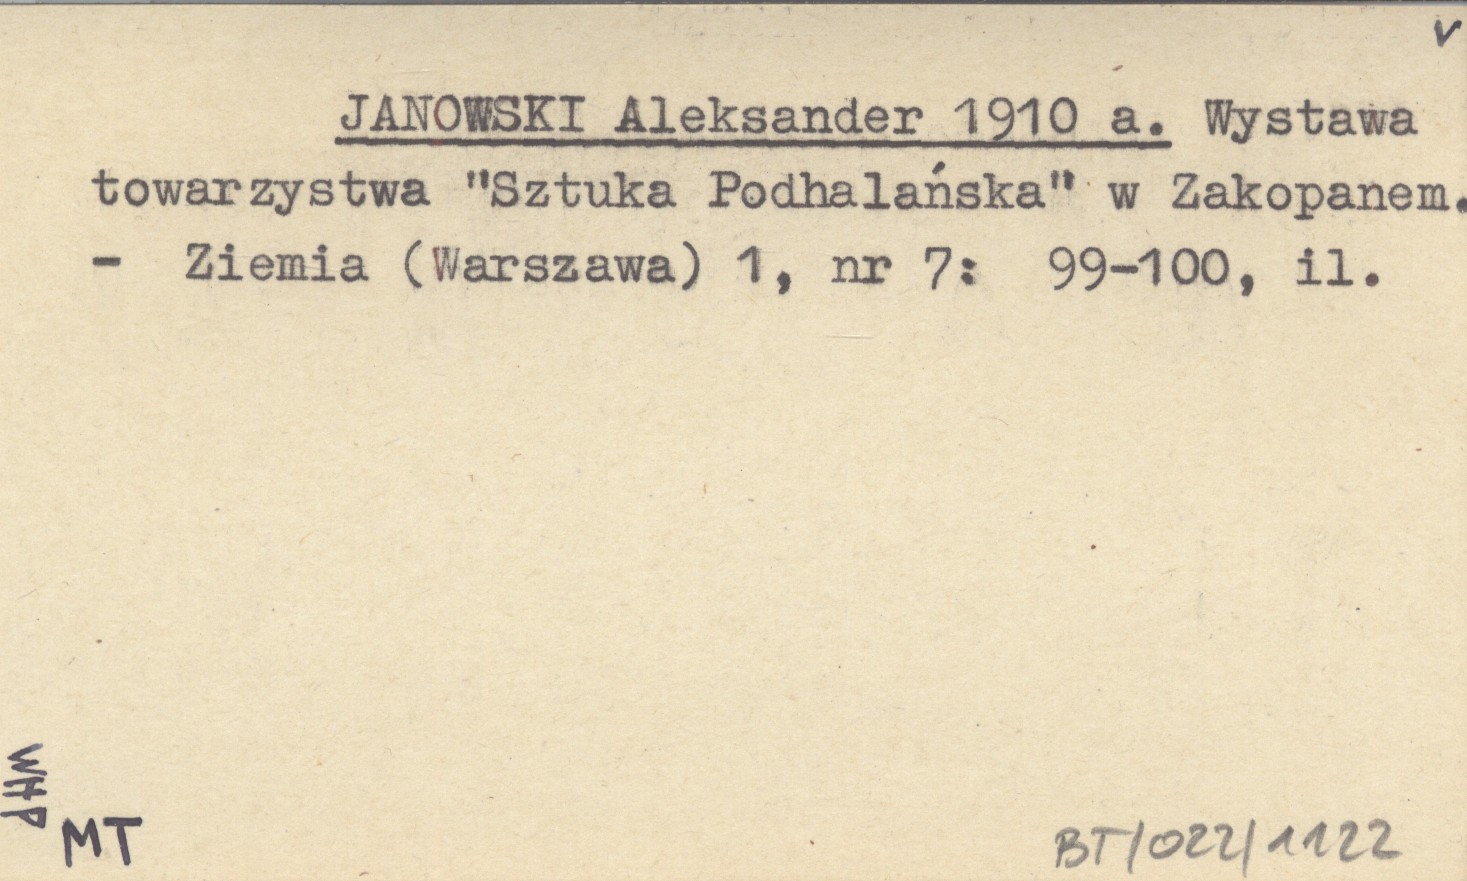 v
JANOWSKI Aleksander 1910 a. Wystawa
towarzystwa "Sztuka Podhalańska" w Zakopanem.
- Ziemia (Warszawa) 1, nr 7: 99-100, il.
WHP
MT
BT/022/1122